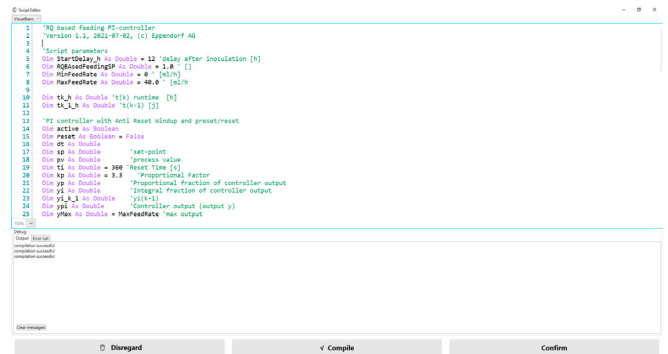 Script Editor
VisualBasic
1 'RQ based feeding PI-controller
2 'Version 1.1, 2021-07-02, (c) Eppendorf AG
3
4 'Script parameters
5 Dim StartDelay_h As Double = 12 'delay after inoculation [h]
6 Dim RQBAsedFeedingSP As Double = 1.0 ' []
7 Dim MinFeedRate As Double = 0 ' [ml/h]
8 Dim MaxFeedRate As Double = 40.0 ' [ml/h
9
10 Dim tk_h As Double 't(k) runtime [h]
11 Dim tk_1_h As Double 't(k-1) [j]
12
13 'PI controller with Anti Reset Windup and preset/reset
14 Dim active As Boolean
15 Dim reset As Boolean = False
16 Dim dt As Double
17 Dim sp As Double 'set-point
18 Dim pv As Double 'process value
19 Dim ti As Double = 360 'Reset Time [s]
20 Dim kp As Double = 3.3 'Proportional Factor
21 Dim yp As Double 'Proportional fraction of controller output
22 Dim yi As Double 'Integral fraction of controller output
23 Dim yi_k_1 As Double 'yi(k-1)
24 Dim ypi As Double 'Controller output (output y)
25 Dim yMax As Double = MaxFeedRate 'max output
150%
Debug
Output Error List
compilation successful
compilation successful
compilation successful
Clear messages!
Disregard √ Compile Confirm